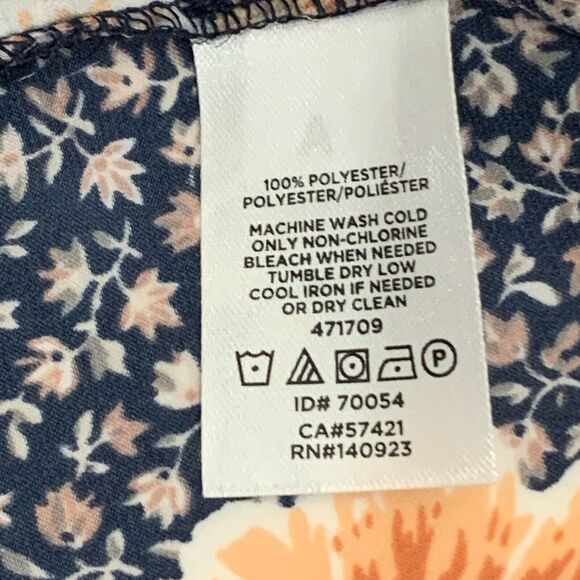 A
100% POLYESTER/
POLYESTER/POLIÉSTER
MACHINE WASH COLD
ONLY NON-CHLORINE
BLEACH WHEN NEEDED
TUMBLE DRY LOW
COOL IRON IF NEEDED
OR DRY CLEAN
471709
P
ID# 70054
CA#57421
RN#140923